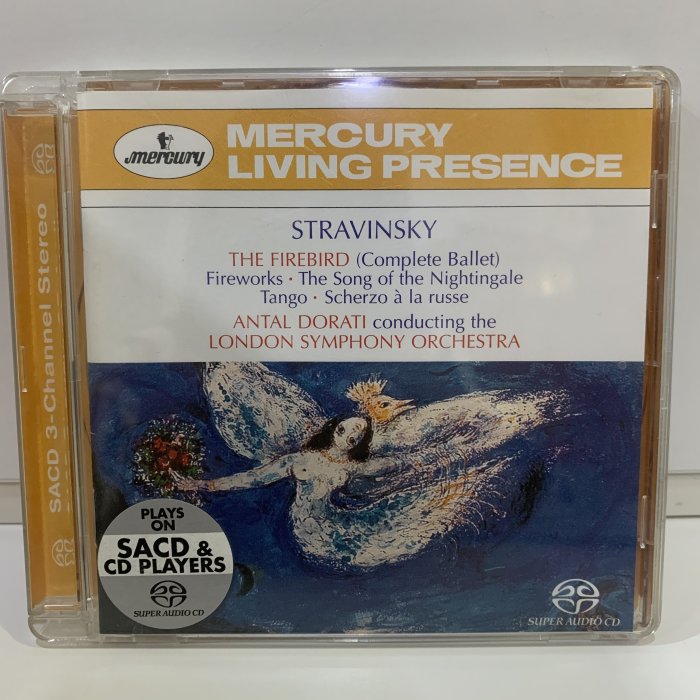 mercury
MERCURY
LIVING PRESENCE
STRAVINSKY
THE FIREBIRD (Complete Ballet)
Fireworks · The Song of the Nightingale
Tango · Scherzo à la russe
ANTAL DORATI conducting the
LONDON SYMPHONY ORCHESTRA
SACD 3-Channel Stereo
PLAYS
ON
SACD &
CD PLAYERS
SUPER AUDIO CD
SUPER AUDIO CD